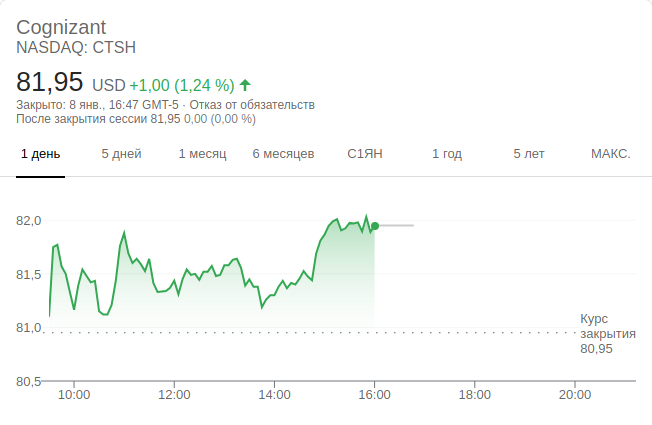 Cognizant
NASDAQ: CTSH
81,95 USD +1,00 (1,24 %)
Закрыто: 8 янв., 16:47 GMT-5 · Отказ от обязательств
После закрытия сессии 81,95 0,00 (0,00 %)
1 день 5 дней 1 месяц 6 месяцев С1ЯН 1 год 5 лет МАКС.
82,0
81,5
81,0
80,5
Курс
закрытия
80,95
10:00 12:00 14:00 16:00 18:00 20:00